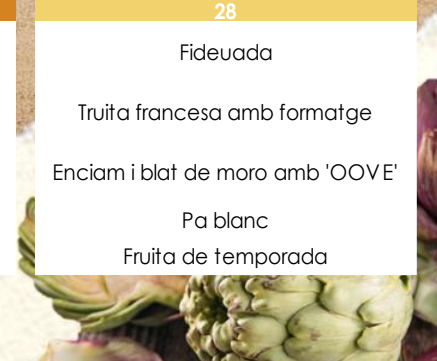 28
Fideuada
Truita francesa amb formatge
Enciam i blat de moro amb 'OOVE'
Pa blanc
Fruita de temporada